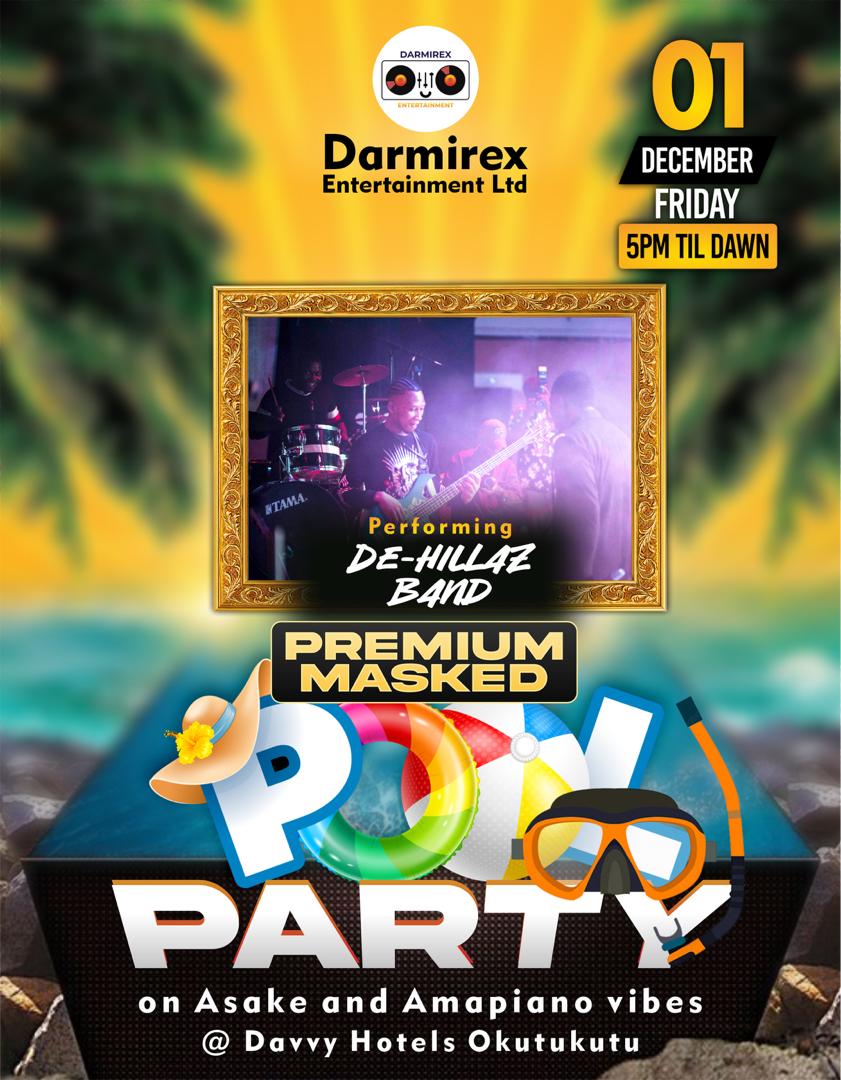 DARMIREX
ENTERTAINMENT
Darmirex
Entertainment Ltd
01
DECEMBER
FRIDAY
5PM TIL DAWN
TAMA
Performing
DE-HILLAZ
BAND
PREMIUM
MASKED
POOL
PARTY
on Asake and Amapiano vibes
@ Davvy Hotels Okutukutu